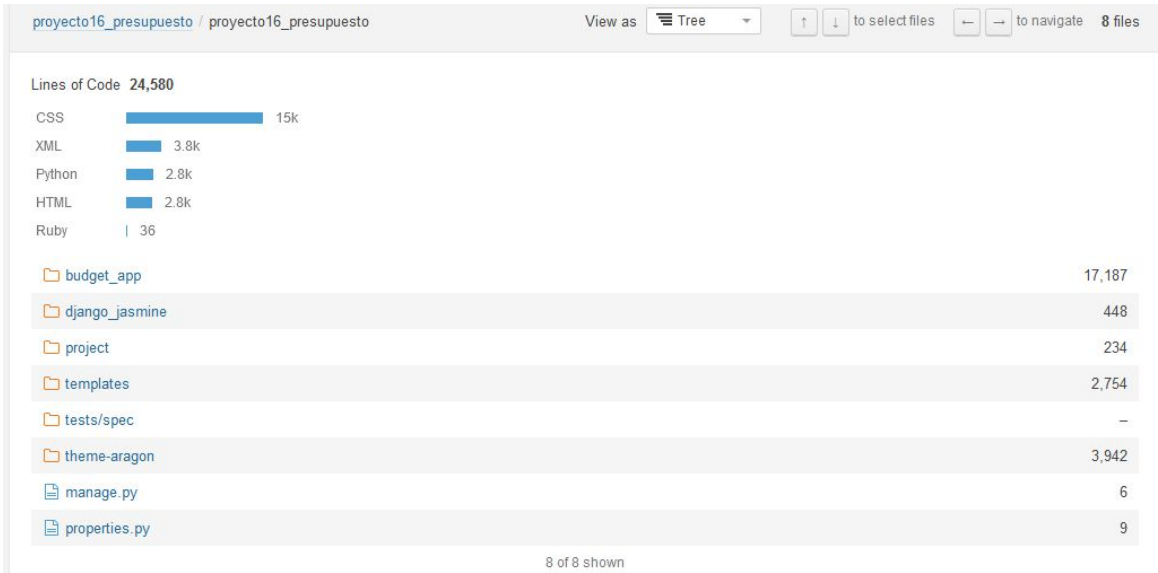 proyecto16_presupuesto / proyecto16_presupuesto View as Tree ↑ ↓ to select files ← → to navigate 8 files
Lines of Code 24,580
CSS 15k
XML 3.8k
Python 2.8k
HTML 2.8k
Ruby 36
budget_app 17,187
django_jasmine 448
project 234
templates 2,754
tests/spec –
theme-aragon 3,942
manage.py 6
properties.py 9
8 of 8 shown